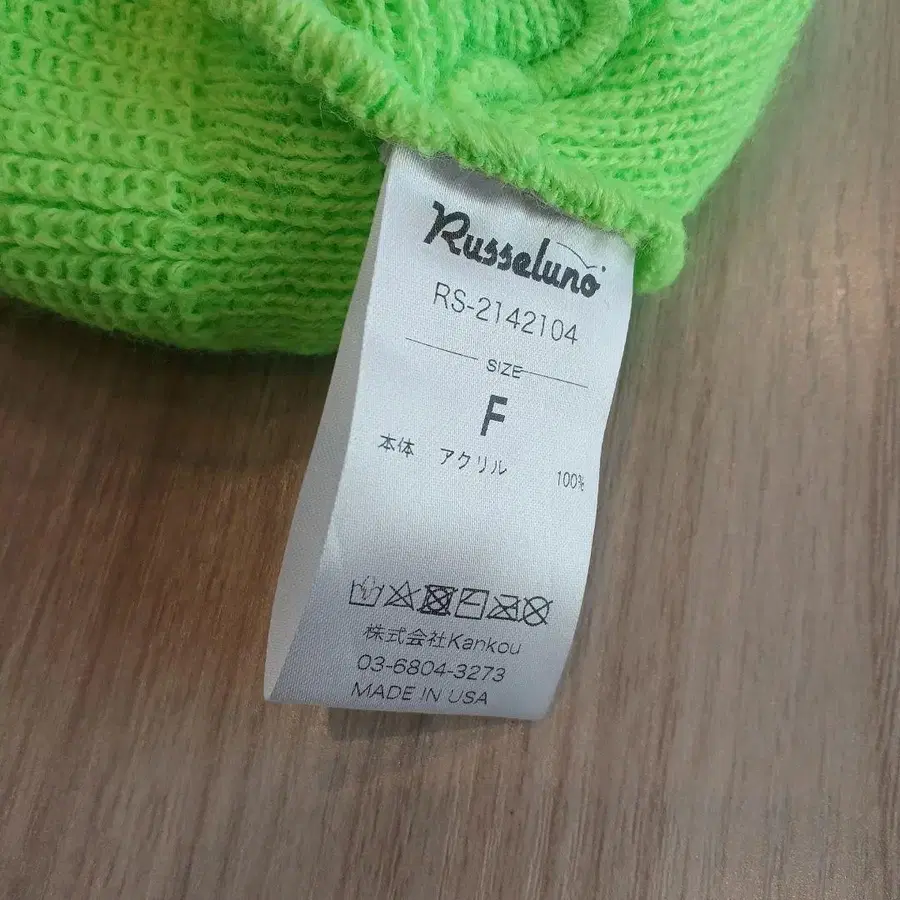 Russeluno
RS-2142104
SIZE
F
本体 アクリル 100%
株式会社Kankou
03-6804-3273
MADE IN USA